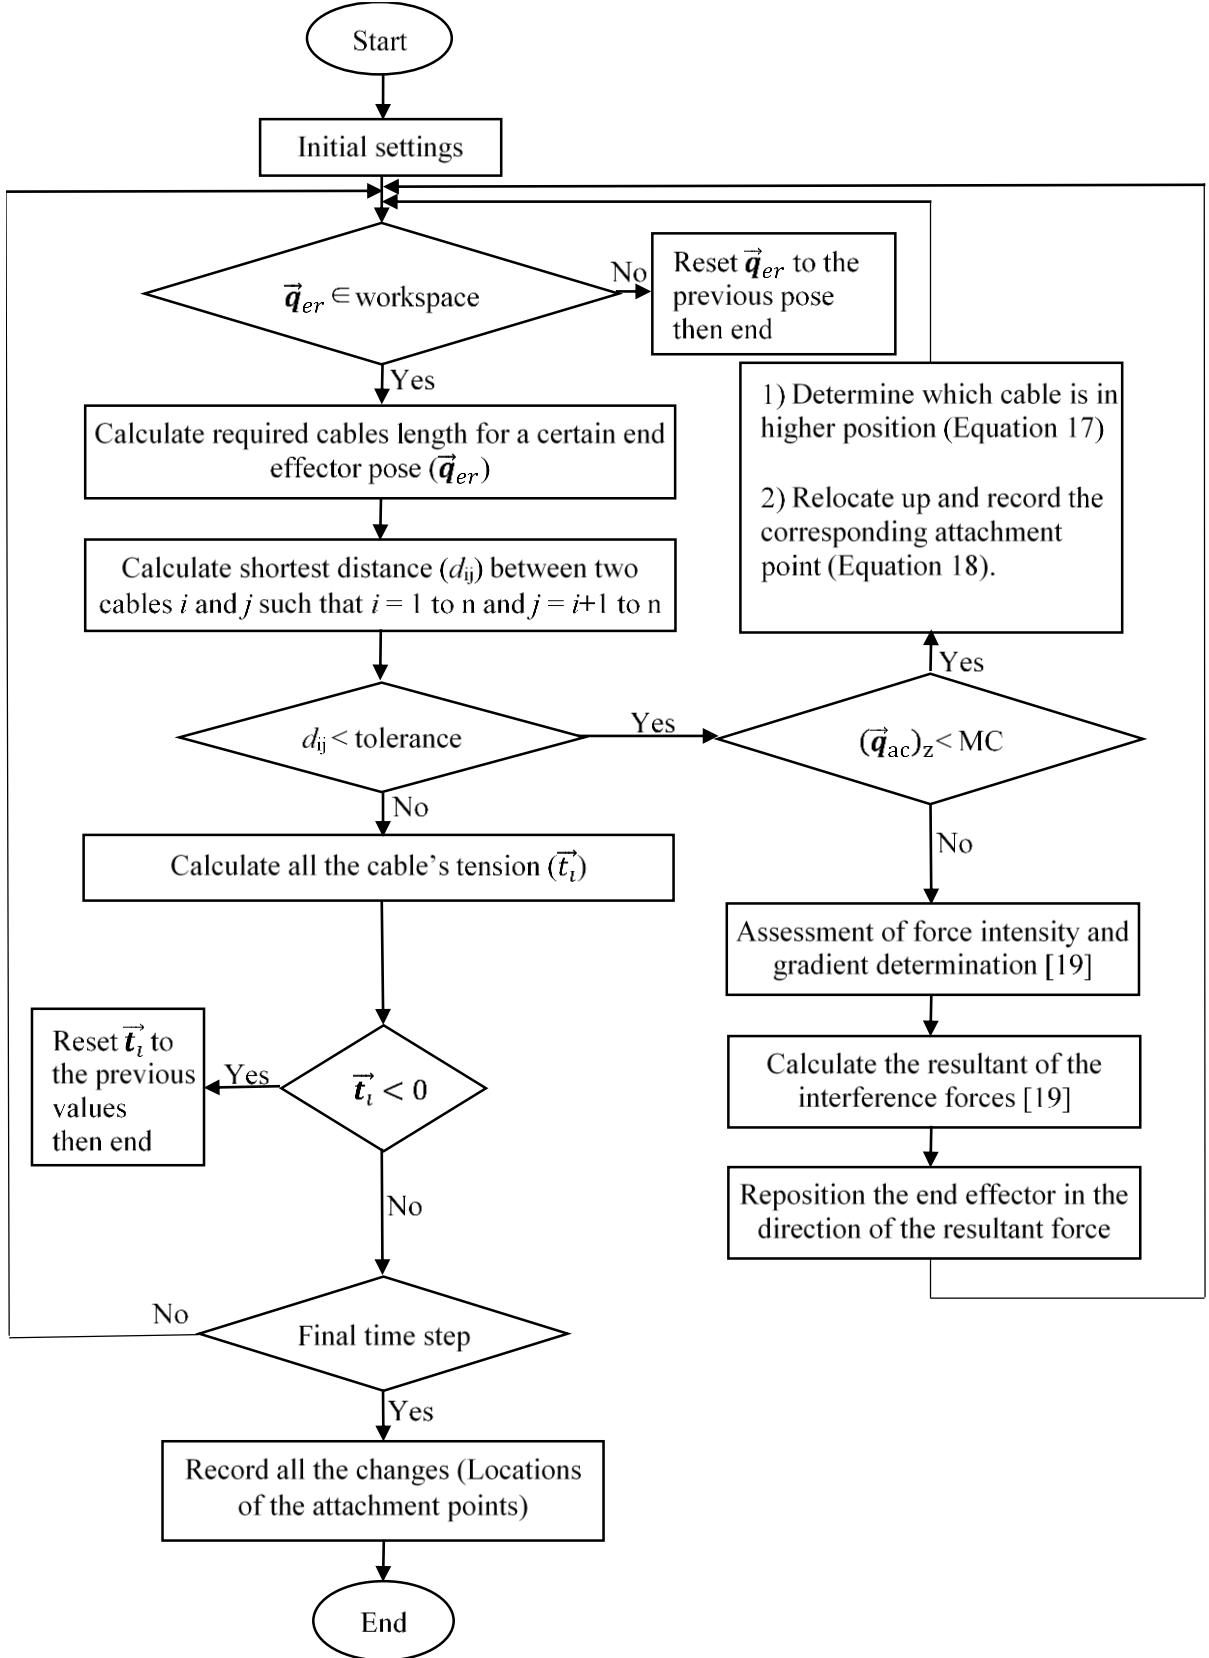 Start
Initial settings
q⃗er ∈ workspace
No
Reset q⃗er to the
previous pose
then end
Yes
Calculate required cables length for a certain end
effector pose (q⃗er)
1) Determine which cable is in
higher position (Equation 17)
2) Relocate up and record the
corresponding attachment
point (Equation 18).
Calculate shortest distance (dij) between two
cables i and j such that i = 1 to n and j = i+1 to n
Yes
dij < tolerance
Yes
(q⃗ac)z< MC
No
Calculate all the cable's tension (t⃗ı)
No
Assessment of force intensity and
gradient determination [19]
Reset t⃗ı to
the previous
values
then end
Yes
t⃗ı < 0
Calculate the resultant of the
interference forces [19]
No
Reposition the end effector in the
direction of the resultant force
No
Final time step
Yes
Record all the changes (Locations
of the attachment points)
End